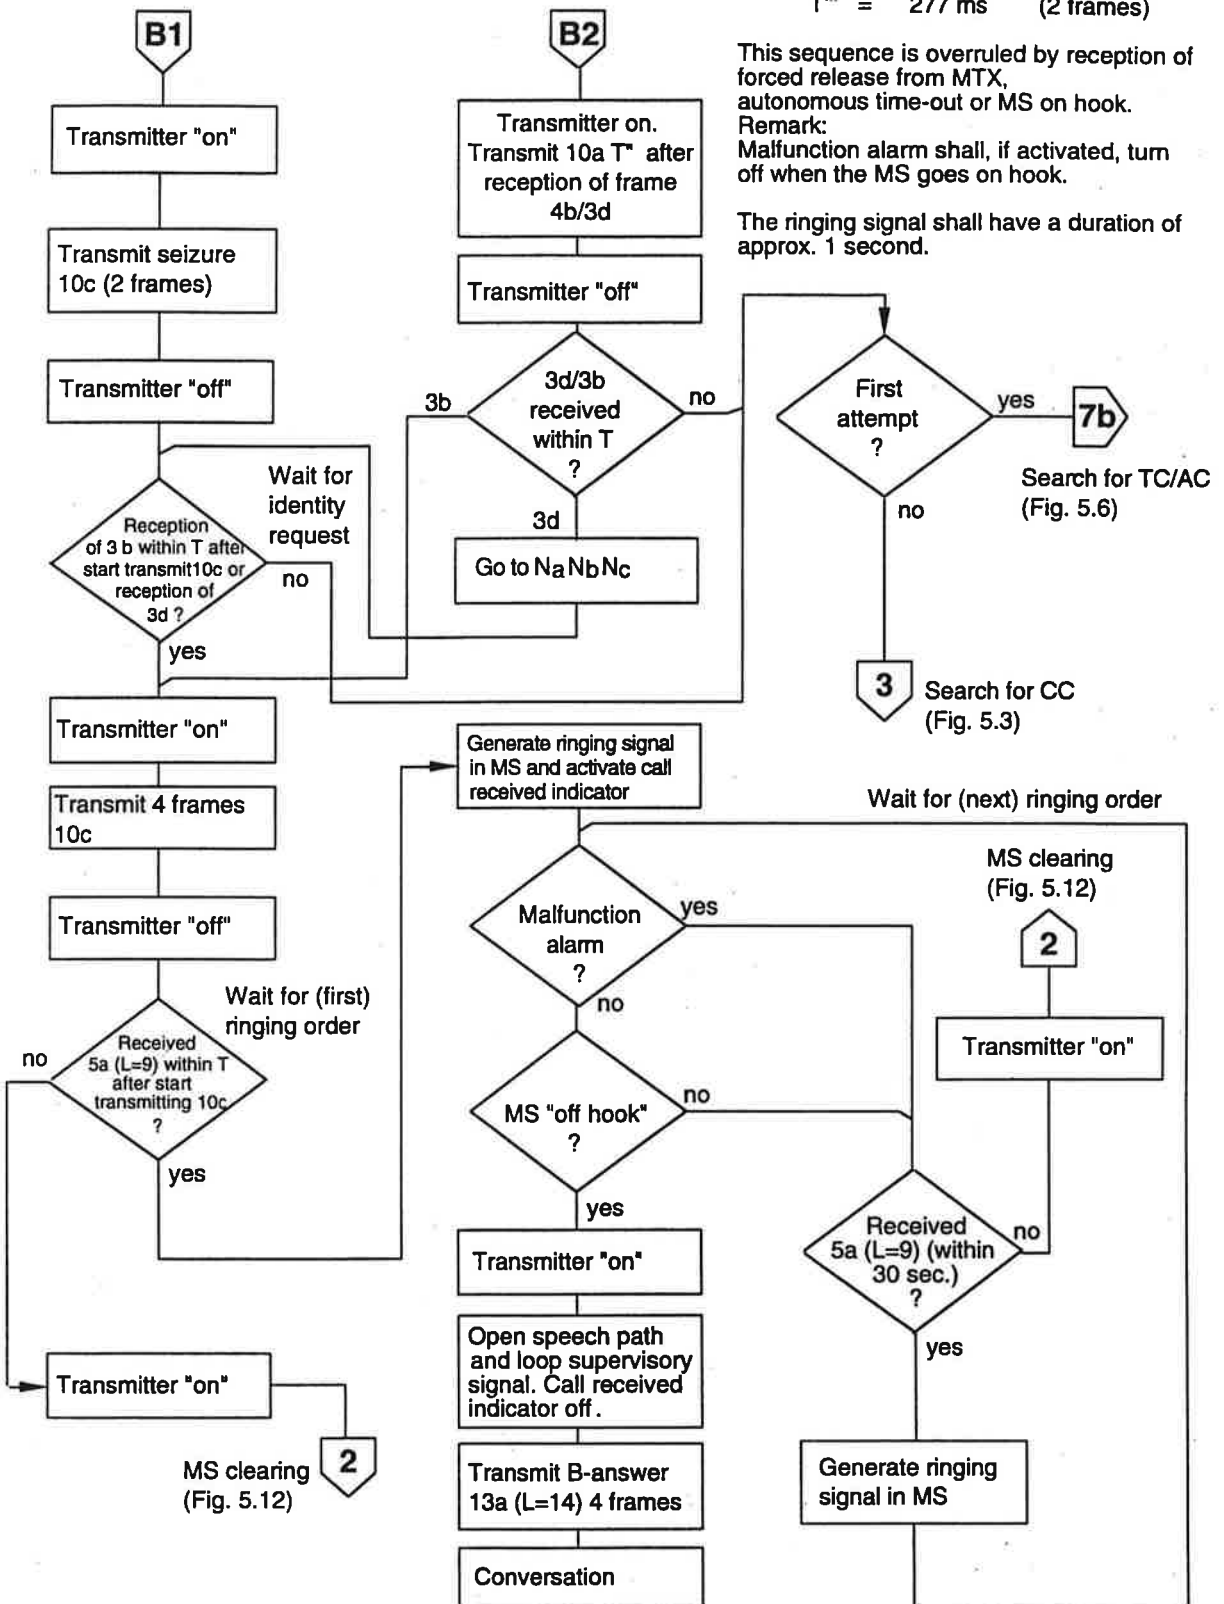 = 277 ms (2 frames)
This sequence is overruled by reception of
forced release from MTX,
autonomous time-out or MS on hook.
Remark:
Malfunction alarm shall, if activated, turn
off when the MS goes on hook.
The ringing signal shall have a duration of
approx. 1 second.
B1
Transmitter "on"
Transmit seizure
10c (2 frames)
Transmitter "off"
Wait for
identity
request
Reception
of 3 b within T after
start transmit10c or
reception of
3d ?
no
yes
Transmitter "on"
Transmit 4 frames
10c
Transmitter "off"
Wait for (first)
ringing order
Received
5a (L=9) within T
after start
transmitting 10c
?
no
yes
Transmitter "on"
MS clearing
(Fig. 5.12)
2
B2
Transmitter on.
Transmit 10a T" after
reception of frame
4b/3d
Transmitter "off"
3d/3b
received
within T
?
3b
no
3d
Go to NaNbNc
First
attempt
?
yes
7b
Search for TC/AC
(Fig. 5.6)
no
3
Search for CC
(Fig. 5.3)
Generate ringing signal
in MS and activate call
received indicator
Wait for (next) ringing order
Malfunction
alarm
?
yes
no
MS "off hook"
?
no
yes
Transmitter "on"
Open speech path
and loop supervisory
signal. Call received
indicator off.
Transmit B-answer
13a (L=14) 4 frames
Conversation
MS clearing
(Fig. 5.12)
2
Transmitter "on"
Received
5a (L=9) (within
30 sec.)
?
no
yes
Generate ringing
signal in MS